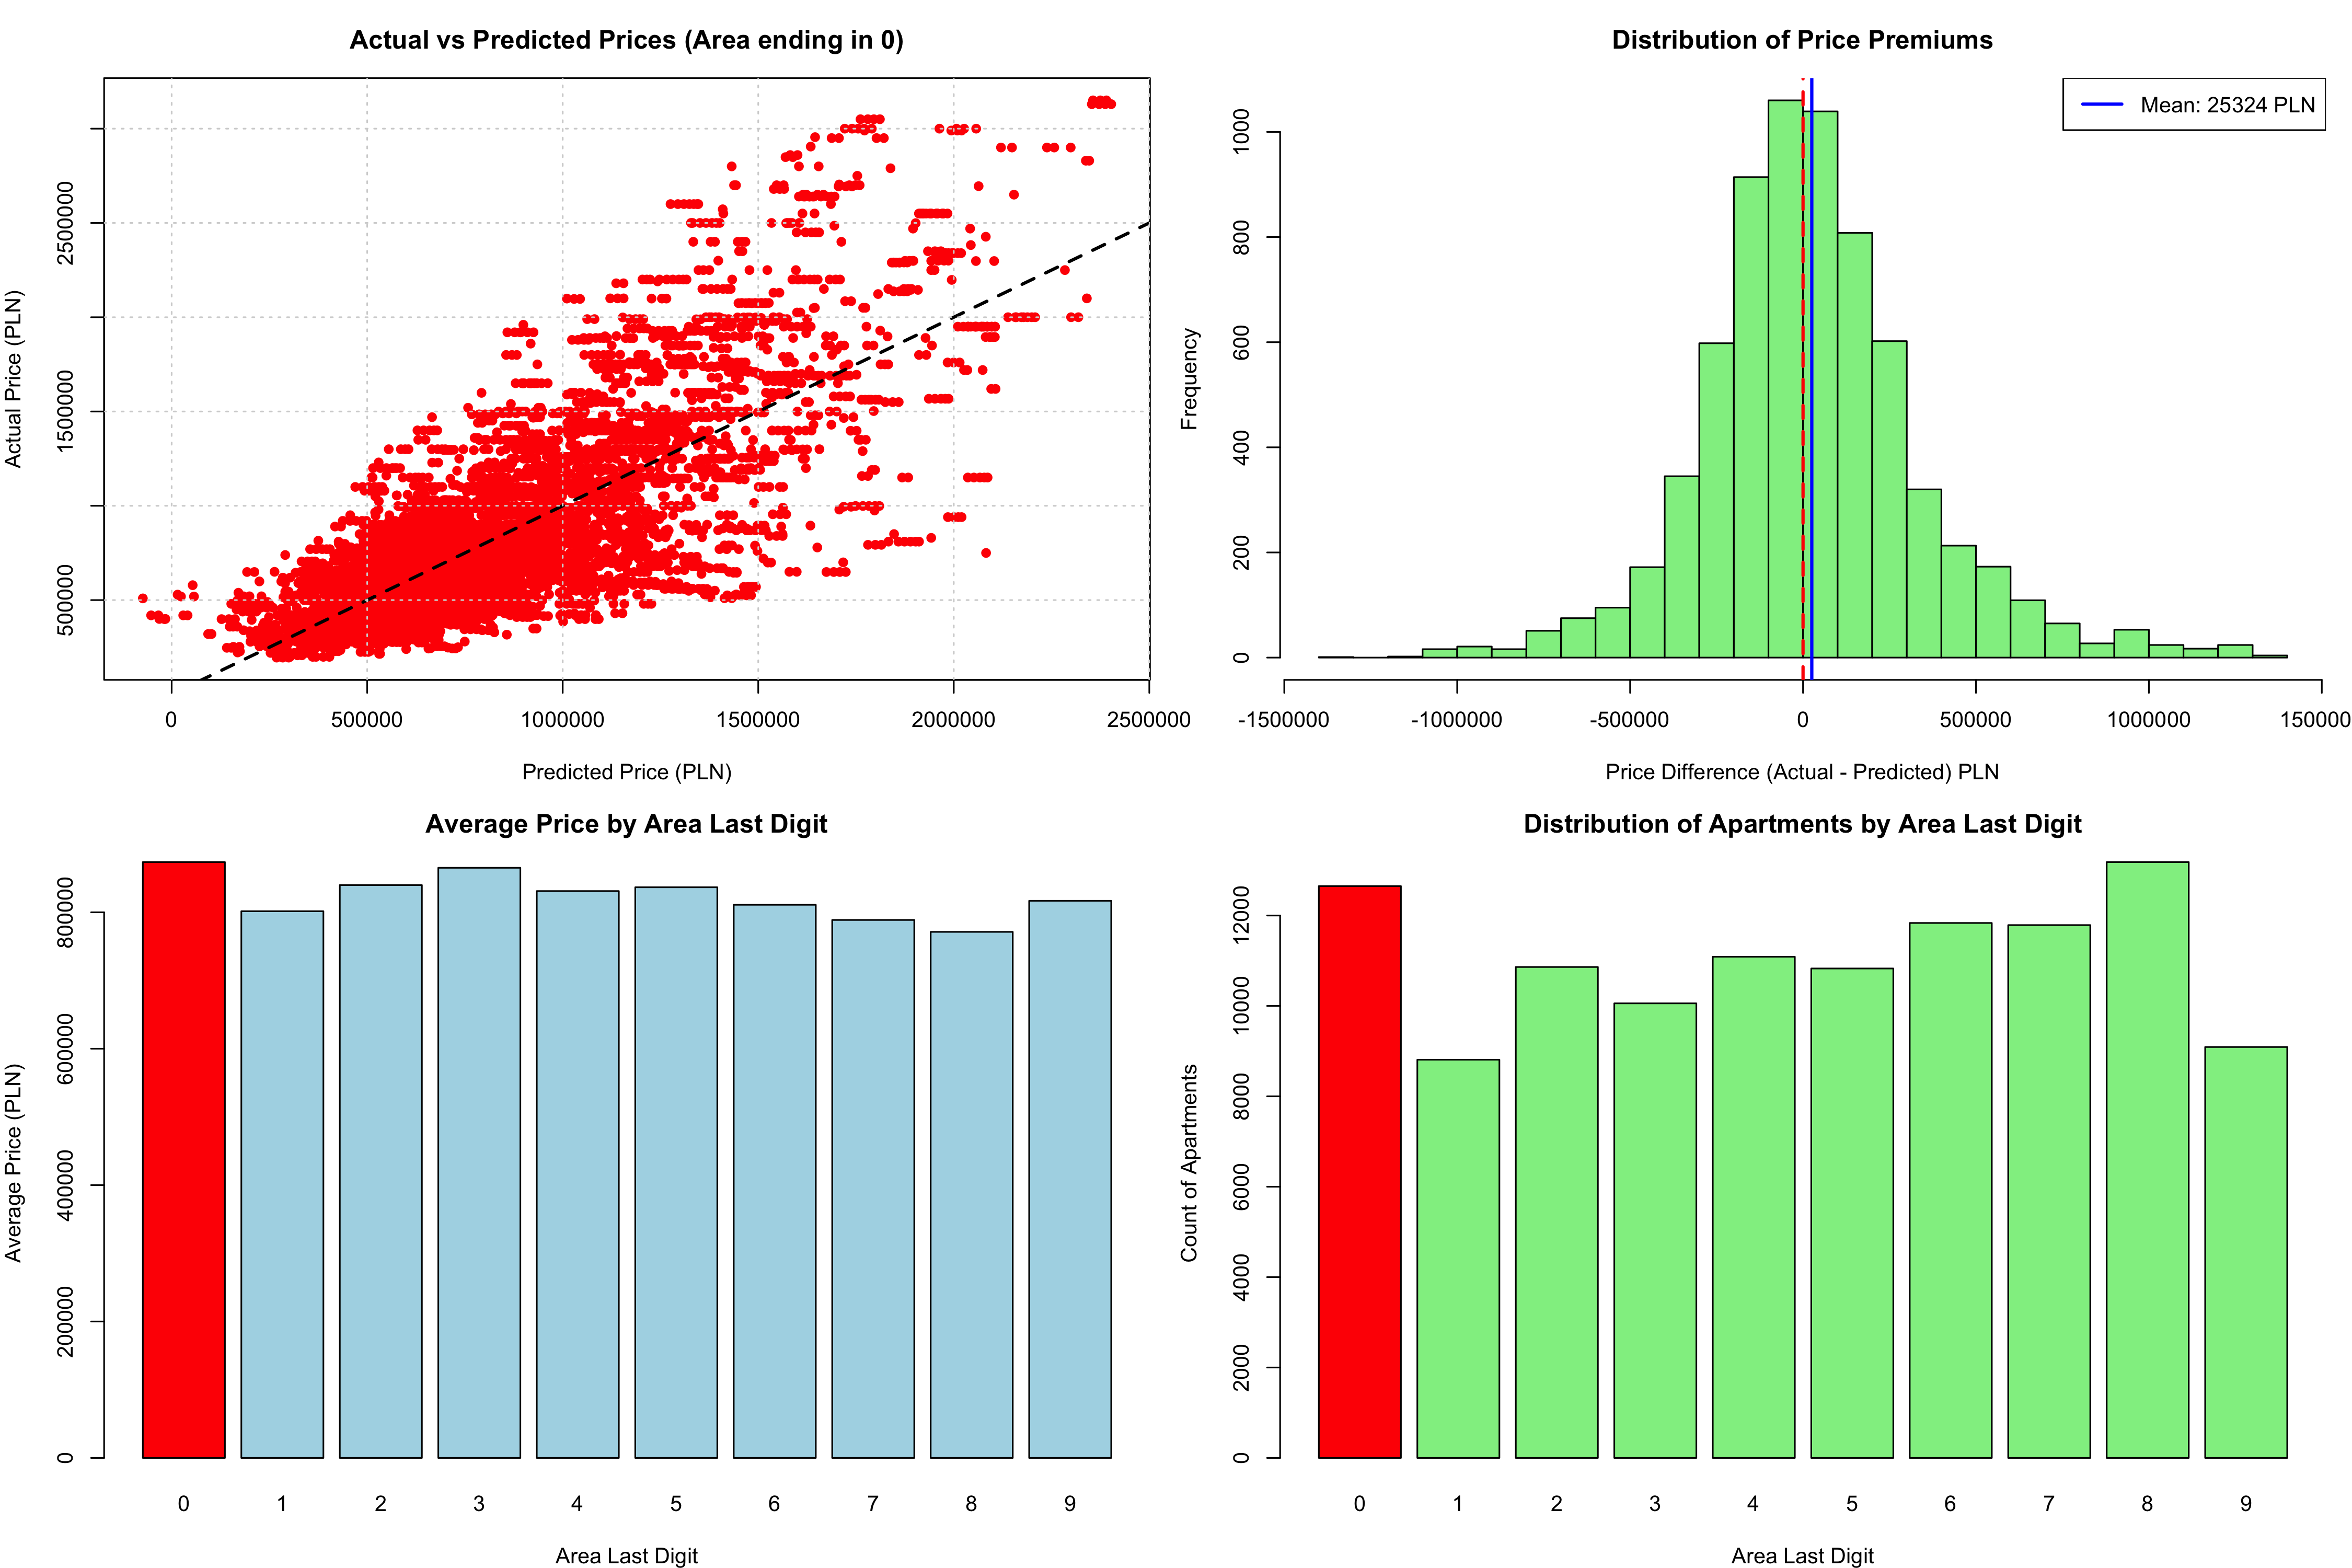 Actual vs Predicted Prices (Area ending in 0)
Actual Price (PLN)
2500000
1500000
500000
0 500000 1000000 1500000 2000000 2500000
Predicted Price (PLN)
Distribution of Price Premiums
Mean: 25324 PLN
Frequency
1000
800
600
400
200
0
-1500000 -1000000 -500000 0 500000 1000000 150000
Price Difference (Actual - Predicted) PLN
Average Price by Area Last Digit
Average Price (PLN)
800000
600000
400000
200000
0
0 1 2 3 4 5 6 7 8 9
Area Last Digit
Distribution of Apartments by Area Last Digit
Count of Apartments
12000
10000
8000
6000
4000
2000
0
0 1 2 3 4 5 6 7 8 9
Area Last Digit